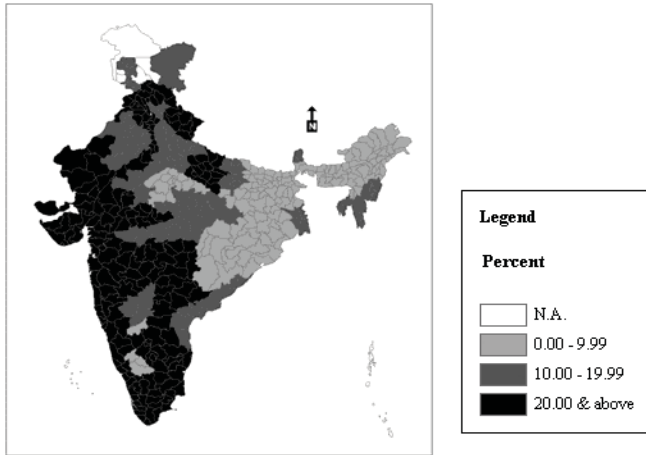 N
Legend
Percent
N.A.
0.00 - 9.99
10.00 - 19.99
20.00 & above